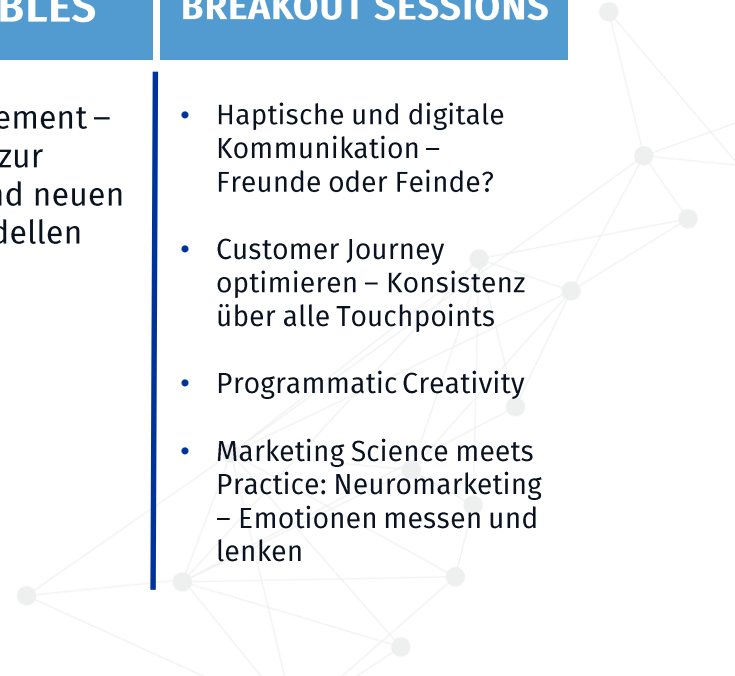 BLES
BREAKOUT SESSIONS
ement –
zur
nd neuen
dellen
• Haptische und digitale
Kommunikation –
Freunde oder Feinde?
• Customer Journey
optimieren – Konsistenz
über alle Touchpoints
• Programmatic Creativity
• Marketing Science meets
Practice: Neuromarketing
– Emotionen messen und
lenken